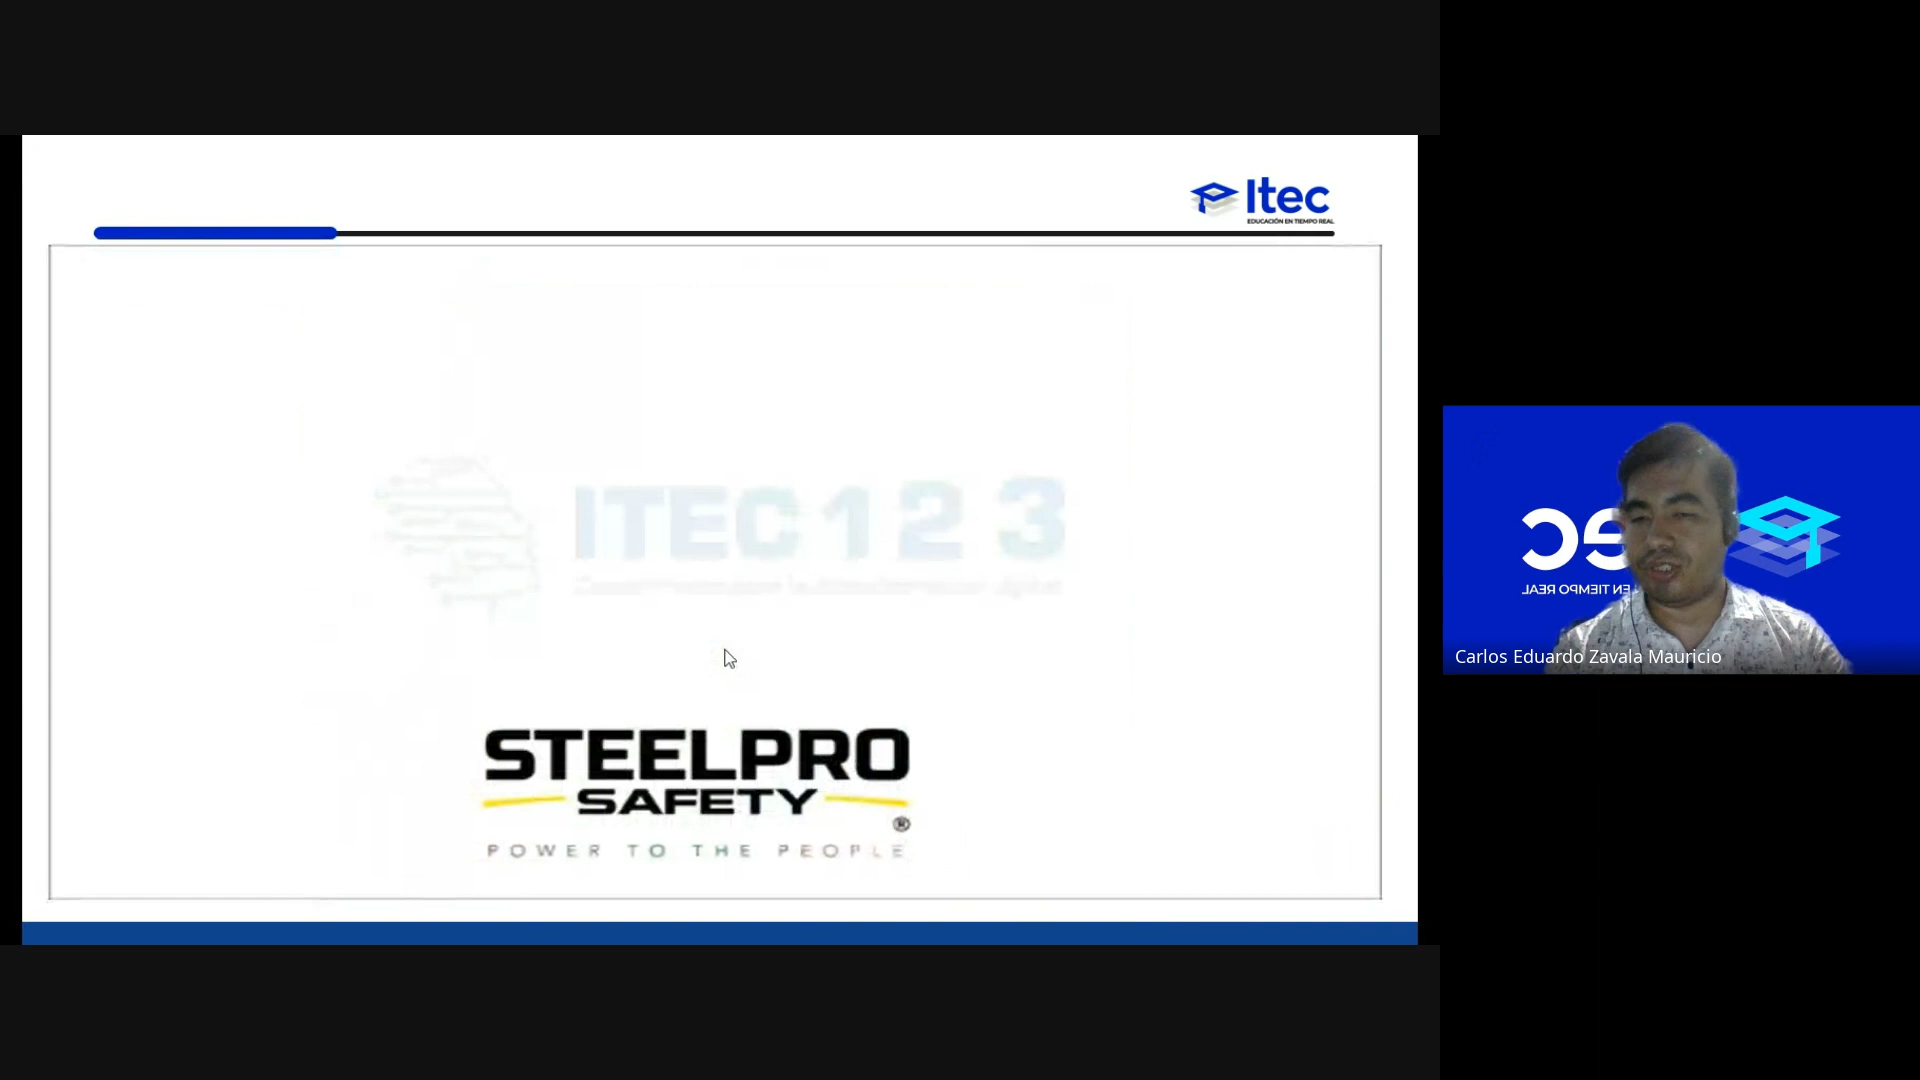 Itec
EDUCACIÓN EN TIEMPO REAL
ITEC 1 2 3
STEELPRO
SAFETY
®
POWER TO THE PEOPLE
EN TIEMPO REAL
Carlos Eduardo Zavala Mauricio